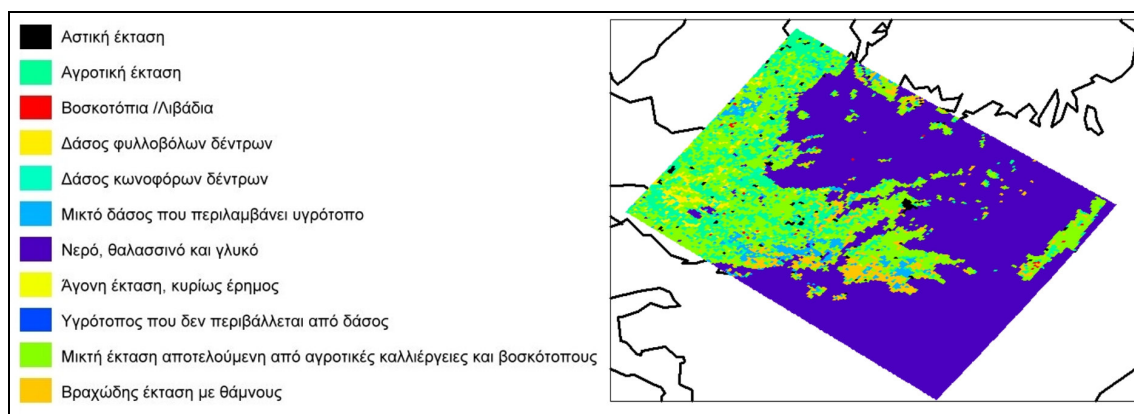 Αστική έκταση
Αγροτική έκταση
Βοσκοτόπια /Λιβάδια
Δάσος φυλλοβόλων δέντρων
Δάσος κωνοφόρων δέντρων
Μικτό δάσος που περιλαμβάνει υγρότοπο
Νερό, θαλασσινό και γλυκό
Άγονη έκταση, κυρίως έρημος
Υγρότοπος που δεν περιβάλλεται από δάσος
Μικτή έκταση αποτελούμενη από αγροτικές καλλιέργειες και βοσκότοπους
Βραχώδης έκταση με θάμνους